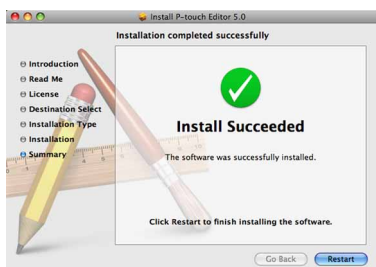 Install P-touch Editor 5.0
Installation completed successfully
Introduction
Read Me
License
Destination Select
Installation Type
Installation
Summary
Install Succeeded
The software was successfully installed.
Click Restart to finish installing the software.
Go Back
Restart